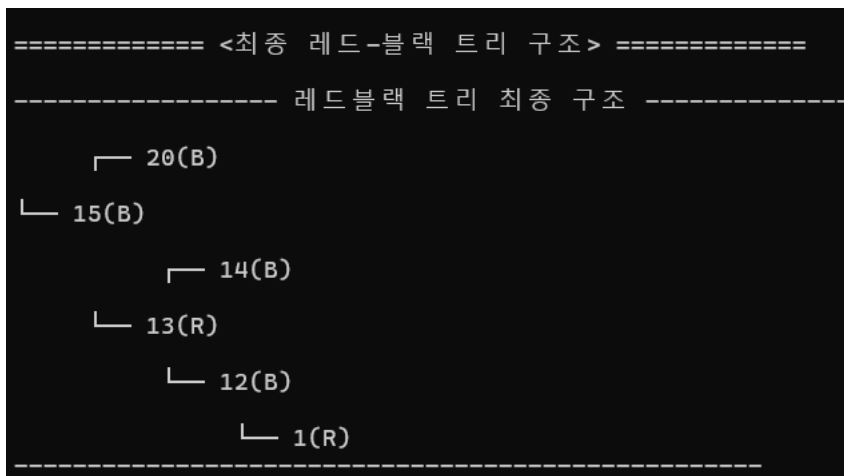 ============= <최종 레드-블랙 트리 구조> =============
------------------ 레드블랙 트리 최종 구조 --------------
┌── 20(B)
└── 15(B)
┌── 14(B)
└── 13(R)
└── 12(B)
└── 1(R)
---------------------------------------------------